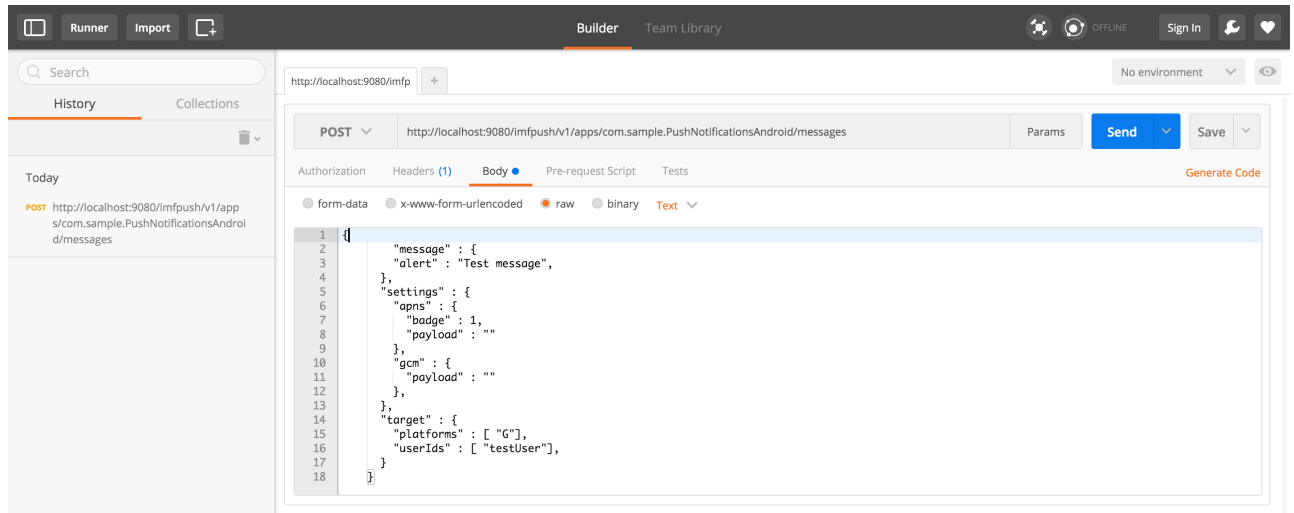 Runner Import Builder Team Library OFFLINE Sign In
Search
http://localhost:9080/imfp + No environment
History Collections
POST http://localhost:9080/imfpush/v1/apps/com.sample.PushNotificationsAndroid/messages Params Send Save
Authorization Headers (1) Body Pre-request Script Tests Generate Code
Today
POST http://localhost:9080/imfpush/v1/app
s/com.sample.PushNotificationsAndroi
d/messages
form-data x-www-form-urlencoded raw binary Text
1 {
2 "message" : {
3 "alert" : "Test message",
4 },
5 "settings" : {
6 "apns" : {
7 "badge" : 1,
8 "payload" : ""
9 },
10 "gcm" : {
11 "payload" : ""
12 },
13 },
14 "target" : {
15 "platforms" : [ "G"],
16 "userIds" : [ "testUser"],
17 }
18 }